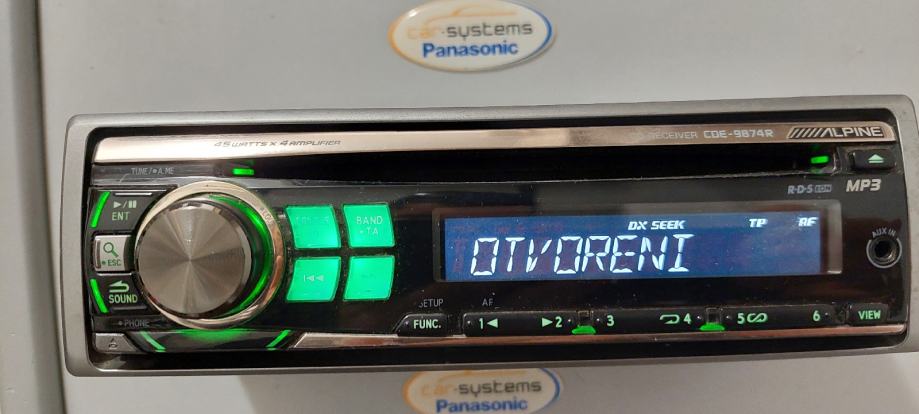 car-systems
Panasonic
45 WATTS x 4 AMPLIFIER
RECEIVER CDE-9874R
ALPINE
TUNE/A.ME
R·D·S EON
MP3
ENT
BAND
TA
DX SEEK
TP
AF
AUX IN
ESC
OTVORENI
SOUND
SETUP
AF
PHONE
FUNC.
1
2
3
4
5
6
VIEW
car-systems
Panasonic